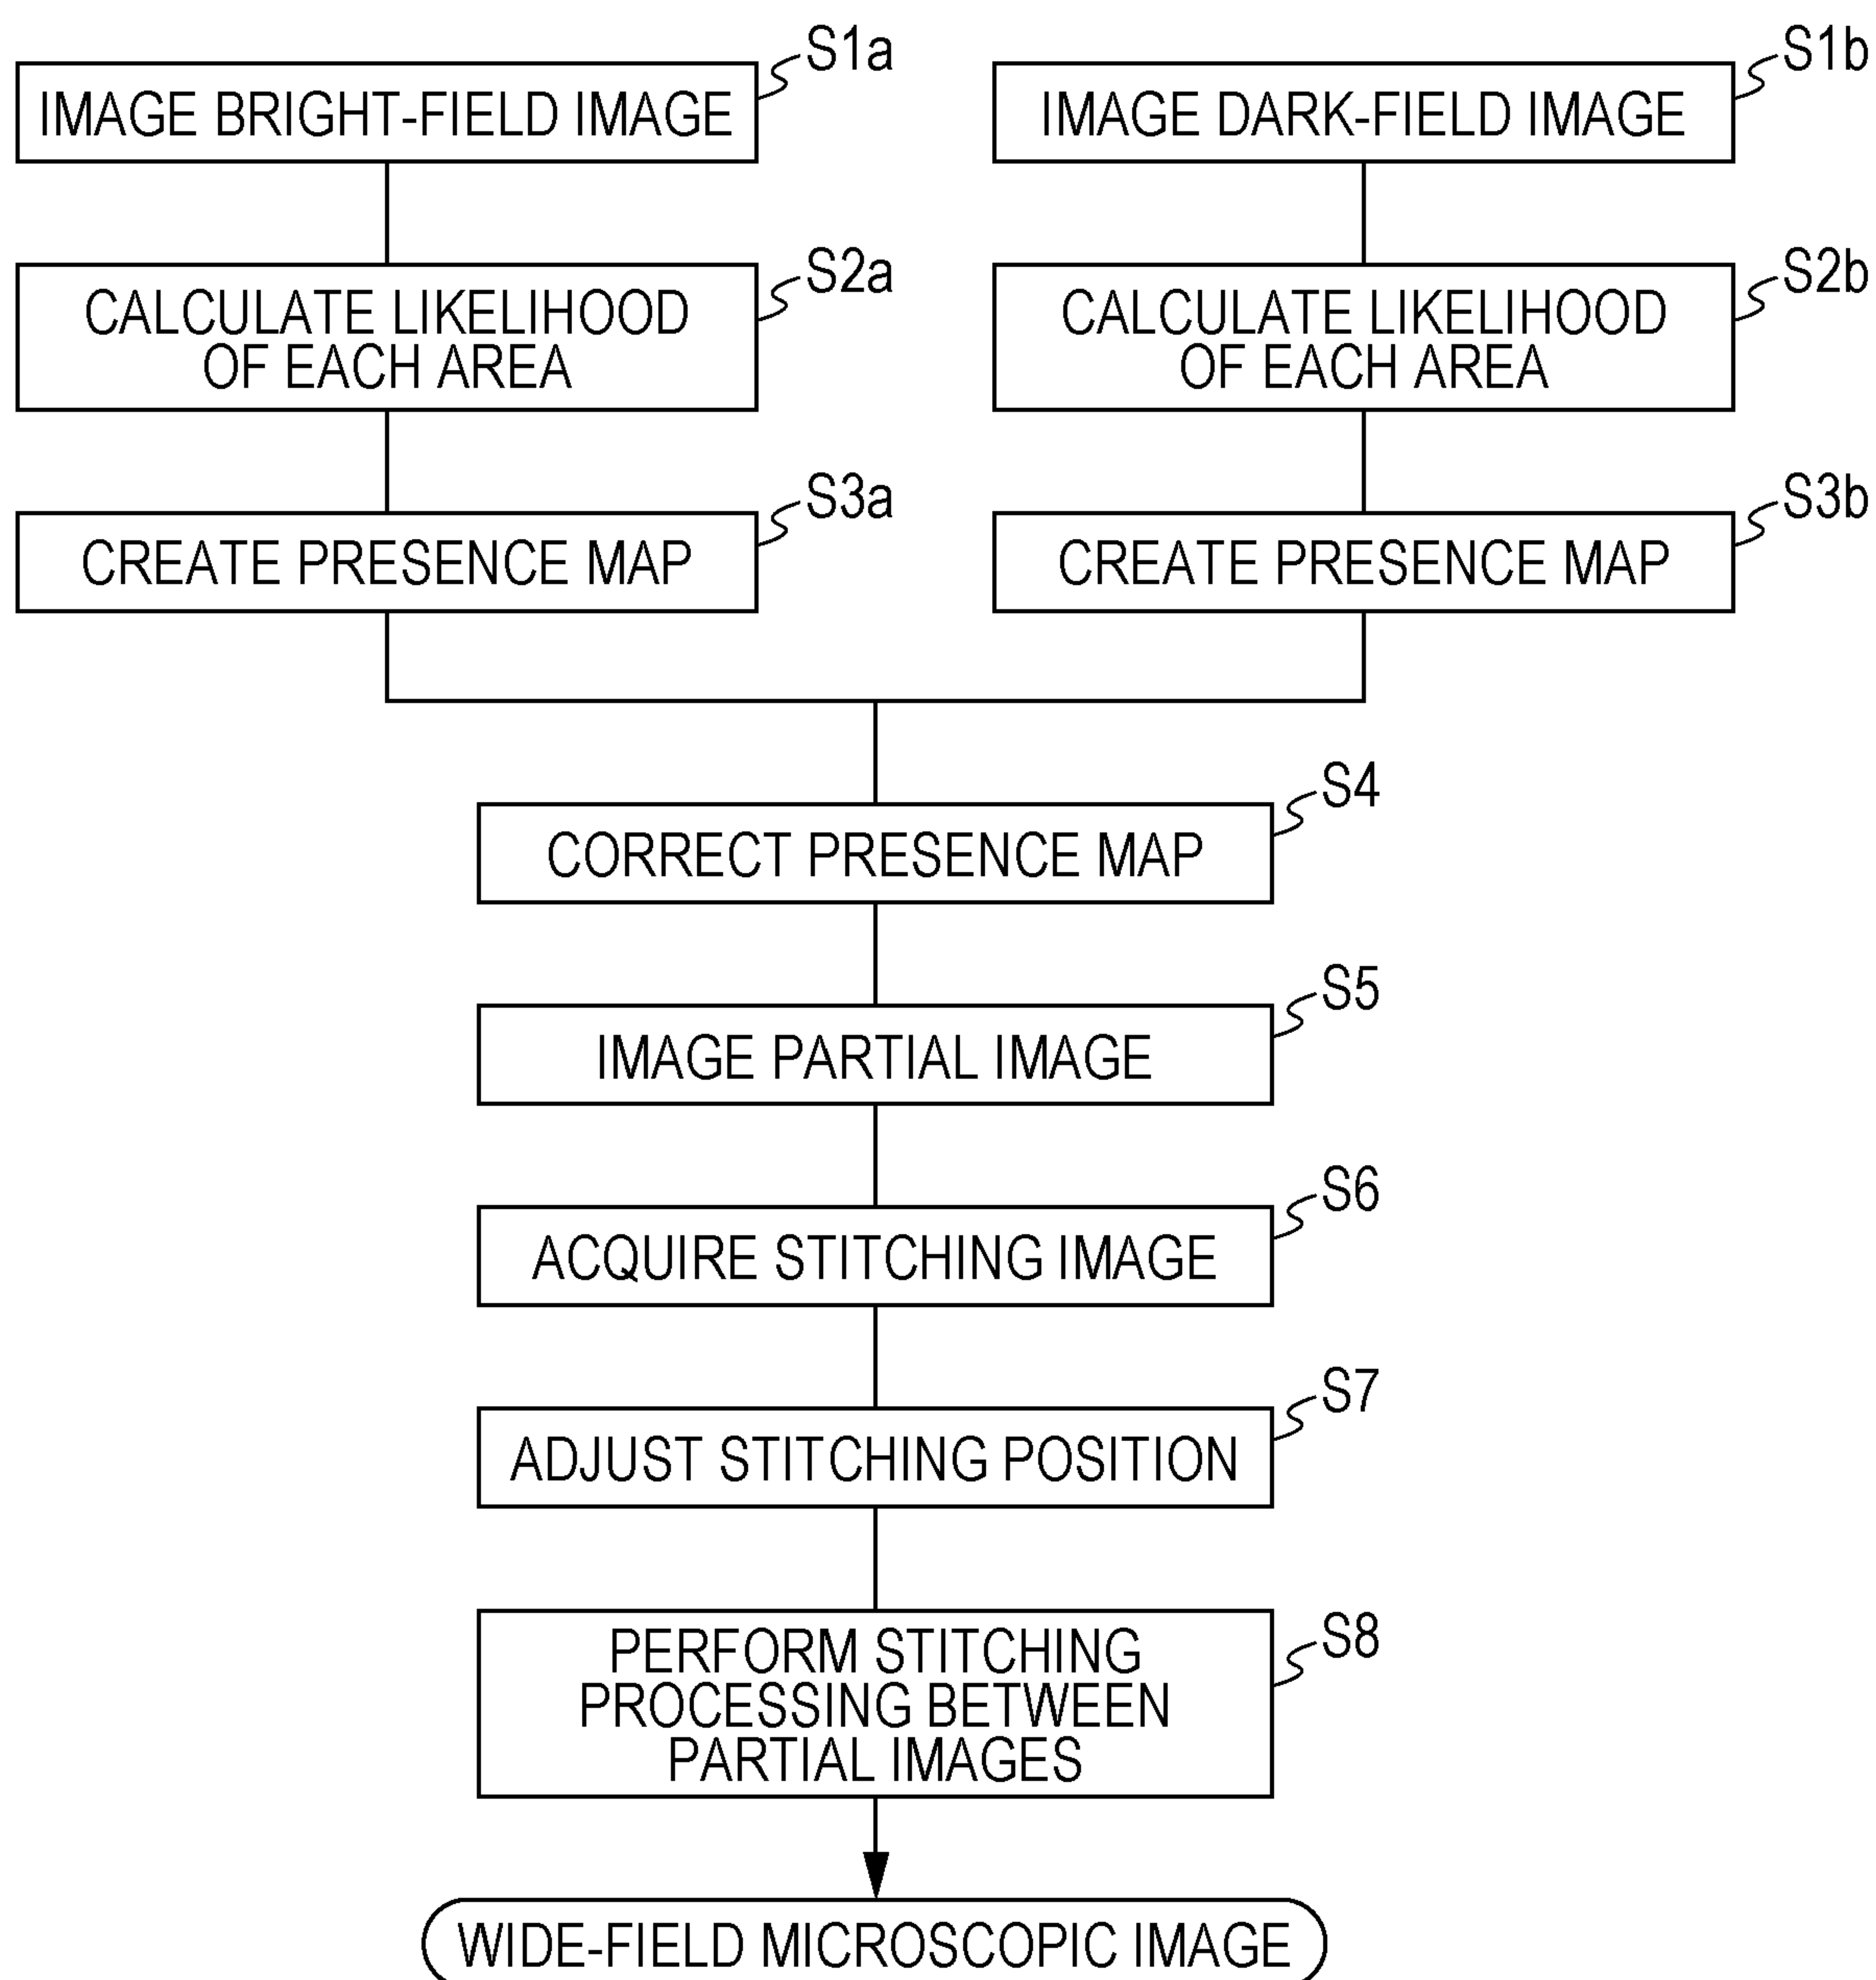 S1a
IMAGE BRIGHT-FIELD IMAGE
S1b
IMAGE DARK-FIELD IMAGE
S2a
CALCULATE LIKELIHOOD
OF EACH AREA
S2b
CALCULATE LIKELIHOOD
OF EACH AREA
S3a
CREATE PRESENCE MAP
S3b
CREATE PRESENCE MAP
S4
CORRECT PRESENCE MAP
S5
IMAGE PARTIAL IMAGE
S6
ACQUIRE STITCHING IMAGE
S7
ADJUST STITCHING POSITION
S8
PERFORM STITCHING
PROCESSING BETWEEN
PARTIAL IMAGES
WIDE-FIELD MICROSCOPIC IMAGE